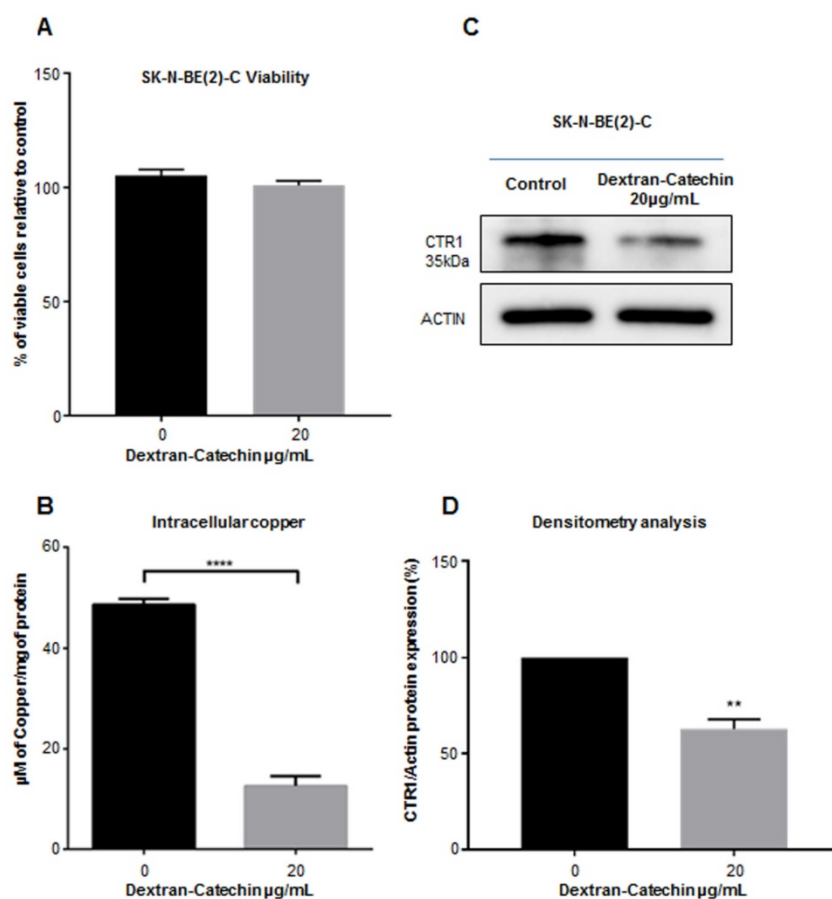 A
SK-N-BE(2)-C Viability
% of viable cells relative to control
150
100
50
0
0
20
Dextran-Catechin µg/mL
C
SK-N-BE(2)-C
Control
Dextran-Catechin
20µg/mL
CTR1
35kDa
ACTIN
B
Intracellular copper
µM of Copper/mg of protein
60
40
20
0
****
0
20
Dextran-Catechin µg/mL
D
Densitometry analysis
CTR1/Actin protein expression (%)
150
100
50
0
**
0
20
Dextran-Catechin µg/mL